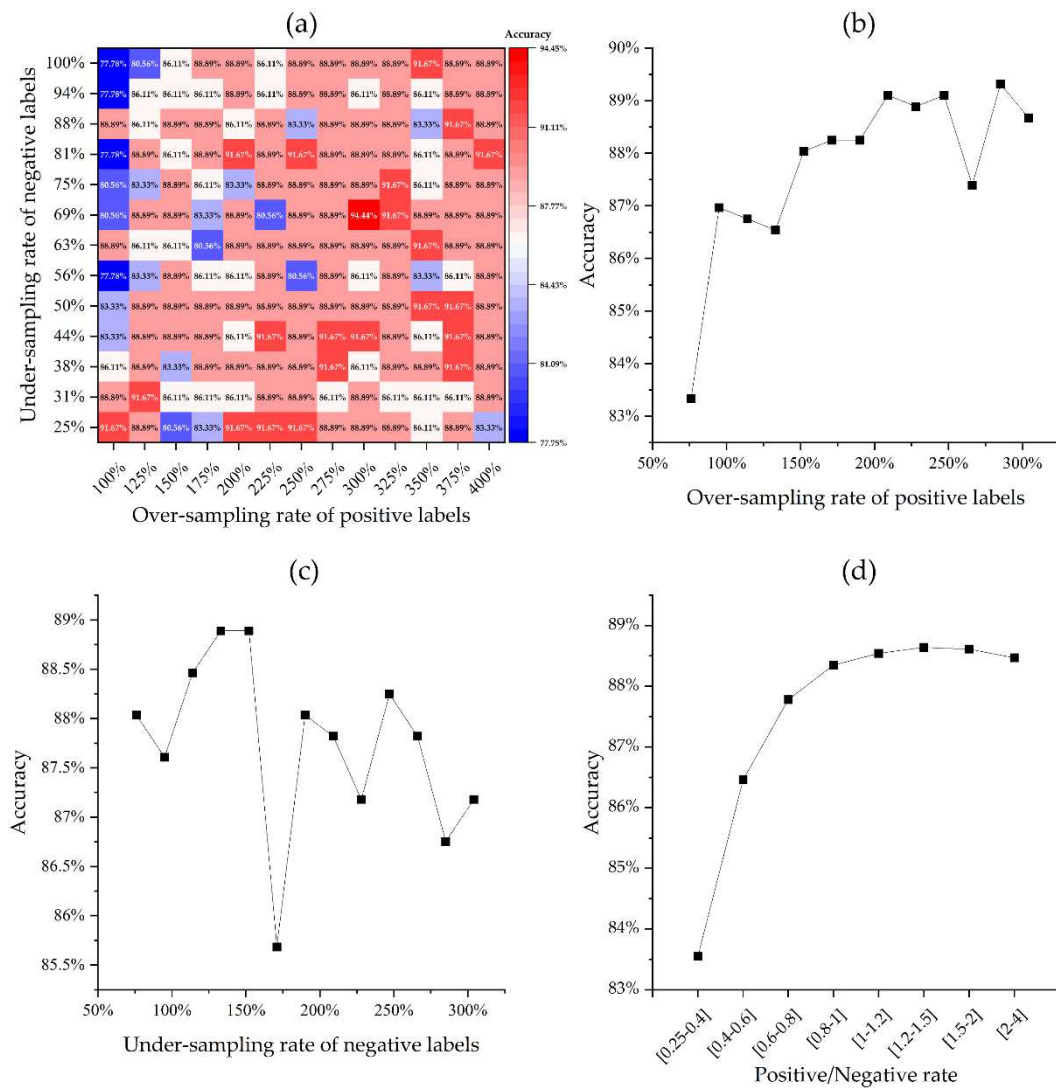 (a)
Accuracy
100% 77.78% 80.56% 86.11% 88.89% 88.89% 86.11% 88.89% 88.89% 88.89% 88.89% 91.67% 88.89% 88.89%
94% 77.78% 86.11% 86.11% 86.11% 88.89% 86.11% 88.89% 88.89% 86.11% 88.89% 86.11% 88.89% 88.89%
88% 88.89% 86.11% 88.89% 88.89% 86.11% 88.89% 83.33% 88.89% 88.89% 88.89% 83.33% 91.67% 88.89%
81% 77.78% 88.89% 86.11% 88.89% 91.67% 88.89% 91.67% 88.89% 88.89% 88.89% 86.11% 88.89% 91.67%
75% 80.56% 83.33% 88.89% 86.11% 83.33% 88.89% 88.89% 88.89% 88.89% 91.67% 86.11% 88.89% 88.89%
69% 80.56% 88.89% 88.89% 83.33% 88.89% 80.56% 88.89% 88.89% 94.44% 91.67% 88.89% 88.89% 88.89%
63% 88.89% 86.11% 86.11% 80.56% 88.89% 88.89% 88.89% 88.89% 88.89% 88.89% 91.67% 88.89% 88.89%
56% 77.78% 83.33% 88.89% 86.11% 86.11% 88.89% 80.56% 88.89% 86.11% 88.89% 83.33% 86.11% 88.89%
50% 83.33% 88.89% 88.89% 88.89% 88.89% 88.89% 88.89% 88.89% 88.89% 88.89% 91.67% 91.67% 88.89%
44% 83.33% 88.89% 88.89% 88.89% 86.11% 91.67% 88.89% 91.67% 91.67% 88.89% 86.11% 91.67% 88.89%
38% 86.11% 88.89% 83.33% 88.89% 88.89% 88.89% 88.89% 91.67% 86.11% 88.89% 88.89% 91.67% 88.89%
31% 88.89% 91.67% 86.11% 86.11% 86.11% 88.89% 88.89% 86.11% 88.89% 86.11% 86.11% 86.11% 88.89%
25% 91.67% 88.89% 80.56% 83.33% 91.67% 91.67% 91.67% 88.89% 88.89% 88.89% 86.11% 88.89% 83.33%
100% 125% 150% 175% 200% 225% 250% 275% 300% 325% 350% 375% 400%
Under-sampling rate of negative labels
Over-sampling rate of positive labels
94.45%
91.11%
87.77%
84.43%
81.09%
77.75%
(b)
90%
89%
88%
87%
86%
85%
84%
83%
Accuracy
50% 100% 150% 200% 250% 300%
Over-sampling rate of positive labels
(c)
89%
88.5%
88%
87.5%
87%
86.5%
86%
85.5%
Accuracy
50% 100% 150% 200% 250% 300%
Under-sampling rate of negative labels
(d)
89%
88%
87%
86%
85%
84%
83%
Accuracy
[0.25-0.4] [0.4-0.6] [0.6-0.8] [0.8-1] [1-1.2] [1.2-1.5] [1.5-2] [2-4]
Positive/Negative rate